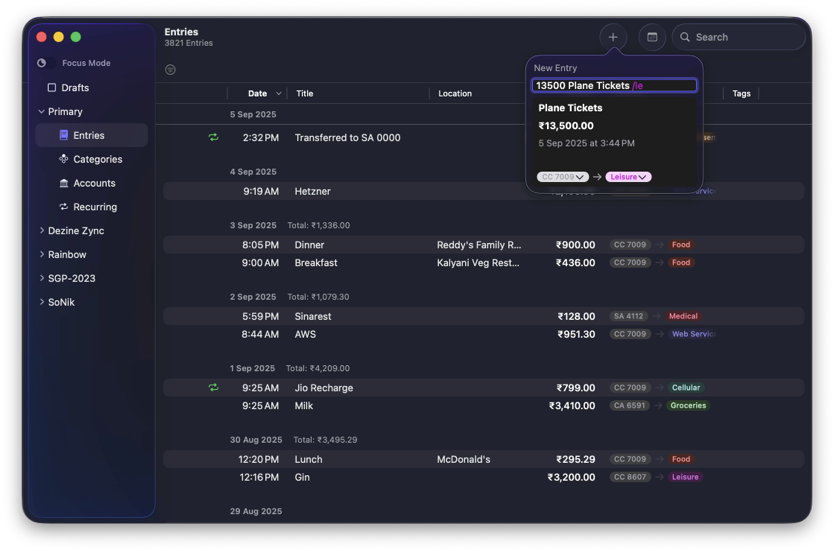 Entries
3821 Entries
Search
Focus Mode
Drafts
Primary
Entries
Categories
Accounts
Recurring
Dezine Zync
Rainbow
SGP-2023
SoNik
New Entry
13500 Plane Tickets /le
Plane Tickets
₹13,500.00
5 Sep 2025 at 3:44 PM
CC 7009 → Leisure
Date Title Location Tags
5 Sep 2025
2:32 PM Transferred to SA 0000
4 Sep 2025
9:19 AM Hetzner
3 Sep 2025 Total: ₹1,336.00
8:05 PM Dinner Reddy's Family R... ₹900.00 CC 7009 → Food
9:00 AM Breakfast Kalyani Veg Rest... ₹436.00 CC 7009 → Food
2 Sep 2025 Total: ₹1,079.30
5:59 PM Sinarest ₹128.00 SA 4112 → Medical
8:44 AM AWS ₹951.30 CC 7009 → Web Servic
1 Sep 2025 Total: ₹4,209.00
9:25 AM Jio Recharge ₹799.00 CC 7009 → Cellular
9:25 AM Milk ₹3,410.00 CA 6591 → Groceries
30 Aug 2025 Total: ₹3,495.29
12:20 PM Lunch McDonald's ₹295.29 CC 7009 → Food
12:16 PM Gin ₹3,200.00 CC 8607 → Leisure
29 Aug 2025